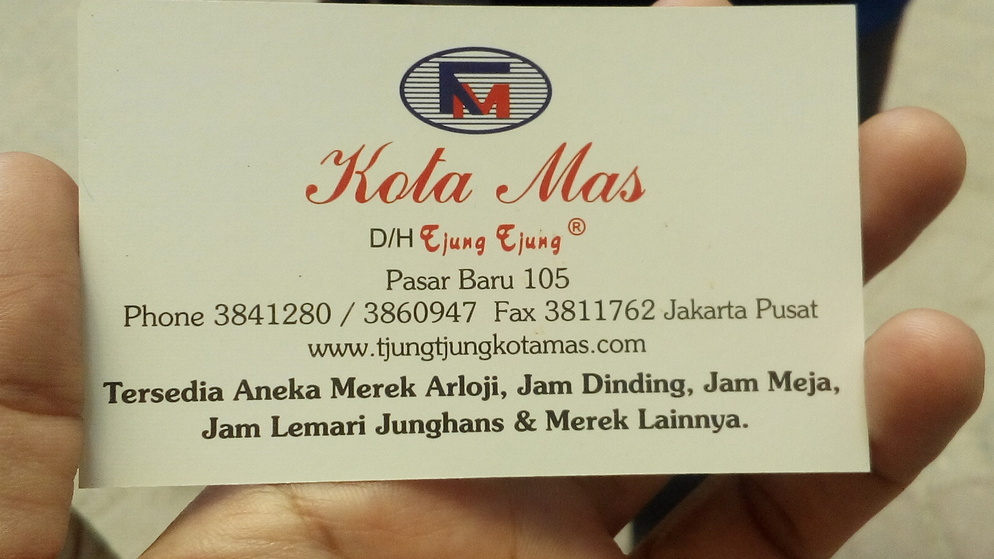 KM
Kota Mas
D/H Tjung Tjung ®
Pasar Baru 105
Phone 3841280 / 3860947 Fax 3811762 Jakarta Pusat
www.tjungtjungkotamas.com
Tersedia Aneka Merek Arloji, Jam Dinding, Jam Meja,
Jam Lemari Junghans & Merek Lainnya.